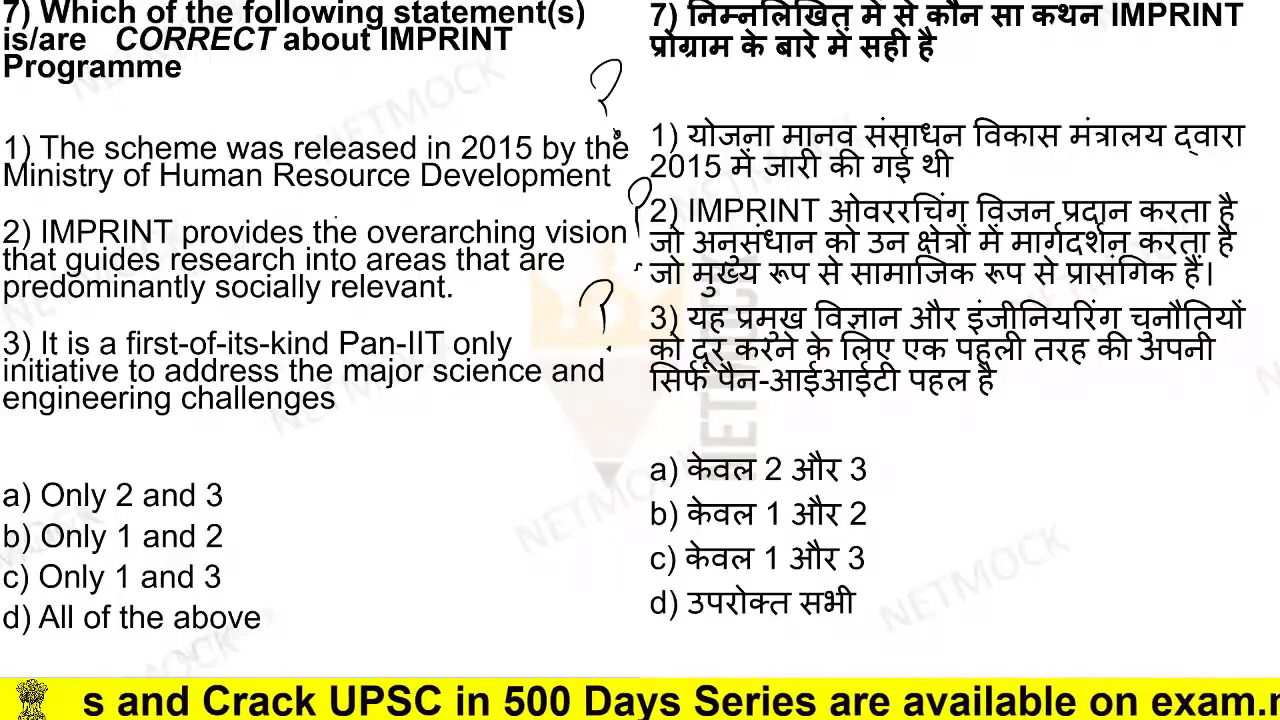 7) Which of the following statement(s)
is/are CORRECT about IMPRINT
Programme
1) The scheme was released in 2015 by the
Ministry of Human Resource Development
2) IMPRINT provides the overarching vision
that guides research into areas that are
predominantly socially relevant.
3) It is a first-of-its-kind Pan-IIT only
initiative to address the major science and
engineering challenges
a) Only 2 and 3
b) Only 1 and 2
c) Only 1 and 3
d) All of the above
7) निम्नलिखित में से कौन सा कथन IMPRINT
प्रोग्राम के बारे में सही है
1) योजना मानव संसाधन विकास मंत्रालय द्वारा
2015 में जारी की गई थी
2) IMPRINT ओवररचिंग विजन प्रदान करता है
जो अनुसंधान को उन क्षेत्रों में मार्गदर्शन करता है
जो मुख्य रूप से सामाजिक रूप से प्रासंगिक हैं।
3) यह प्रमुख विज्ञान और इंजीनियरिंग चुनौतियों
को दूर करने के लिए एक पहली तरह की अपनी
सिर्फ पैन-आईआईटी पहल है
a) केवल 2 और 3
b) केवल 1 और 2
c) केवल 1 और 3
d) उपरोक्त सभी
? 
?
?
NETMOCK
NETMOCK
NETMOCK
NETMOCK
s and Crack UPSC in 500 Days Series are available on exam.